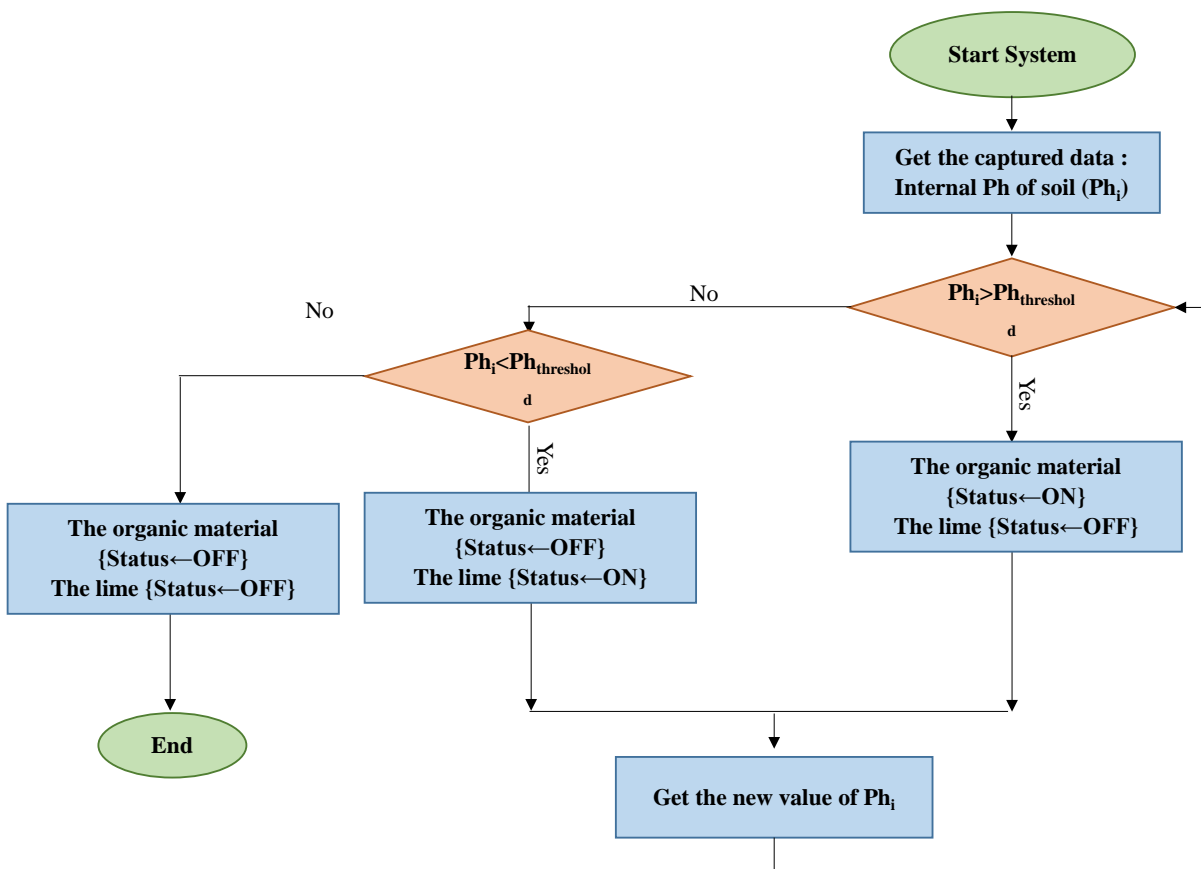 Start System
Get the captured data :
Internal Ph of soil (Phi)
Phi>Phthreshol
d
No
No
Phi<Phthreshol
d
Yes
Yes
The organic material
{Status←ON}
The lime {Status←OFF}
The organic material
{Status←OFF}
The lime {Status←ON}
The organic material
{Status←OFF}
The lime {Status←OFF}
End
Get the new value of Phi